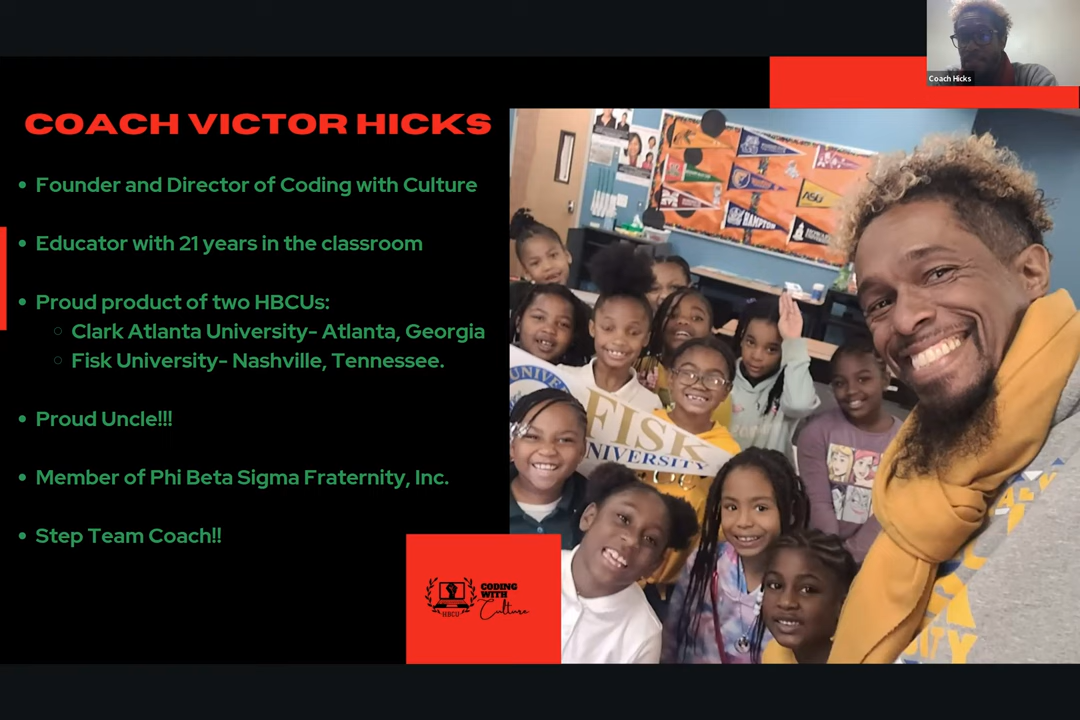 Coach Hicks
COACH VICTOR HICKS
Founder and Director of Coding with Culture
Educator with 21 years in the classroom
Proud product of two HBCUs:
Clark Atlanta University- Atlanta, Georgia
Fisk University- Nashville, Tennessee.
Proud Uncle!!!
Member of Phi Beta Sigma Fraternity, Inc.
Step Team Coach!!
HBCU
CODING
WITH
Culture
ASU
HAMPTON
HOWARD
FISK
UNIVERSITY